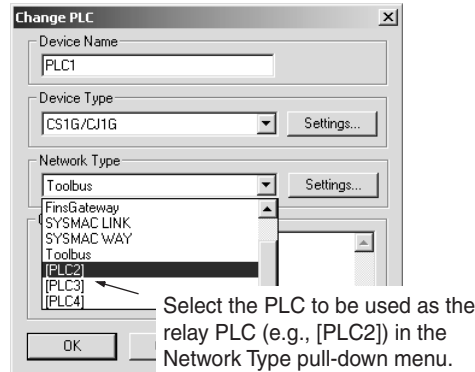 Change PLC
Device Name
PLC1
Device Type
CS1G/CJ1G
Settings...
Network Type
Toolbus
Settings...
FinsGateway
SYSMAC LINK
SYSMAC WAY
Toolbus
[PLC2]
[PLC3]
[PLC4]
Select the PLC to be used as the
relay PLC (e.g., [PLC2]) in the
Network Type pull-down menu.
OK